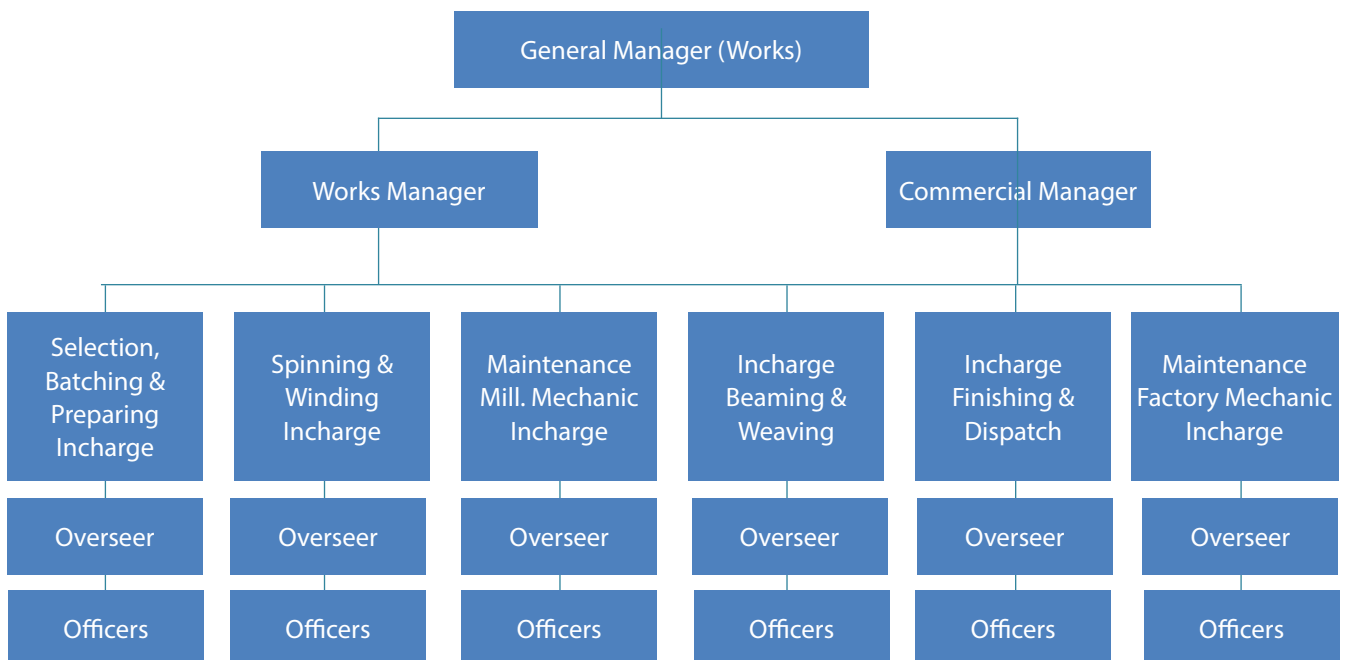 General Manager (Works)
Works Manager
Commercial Manager
Selection,
Batching &
Preparing
Incharge
Spinning &
Winding
Incharge
Maintenance
Mill. Mechanic
Incharge
Incharge
Beaming &
Weaving
Incharge
Finishing &
Dispatch
Maintenance
Factory Mechanic
Incharge
Overseer
Overseer
Overseer
Overseer
Overseer
Overseer
Officers
Officers
Officers
Officers
Officers
Officers